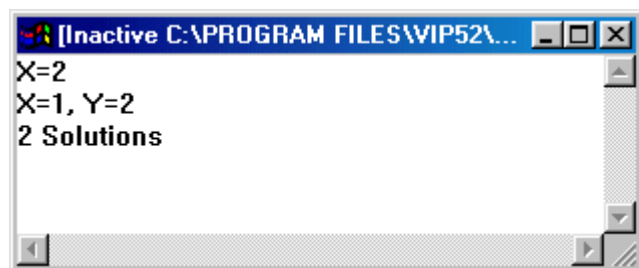 [Inactive C:\PROGRAM FILES\VIP52\...
X=2
X=1, Y=2
2 Solutions